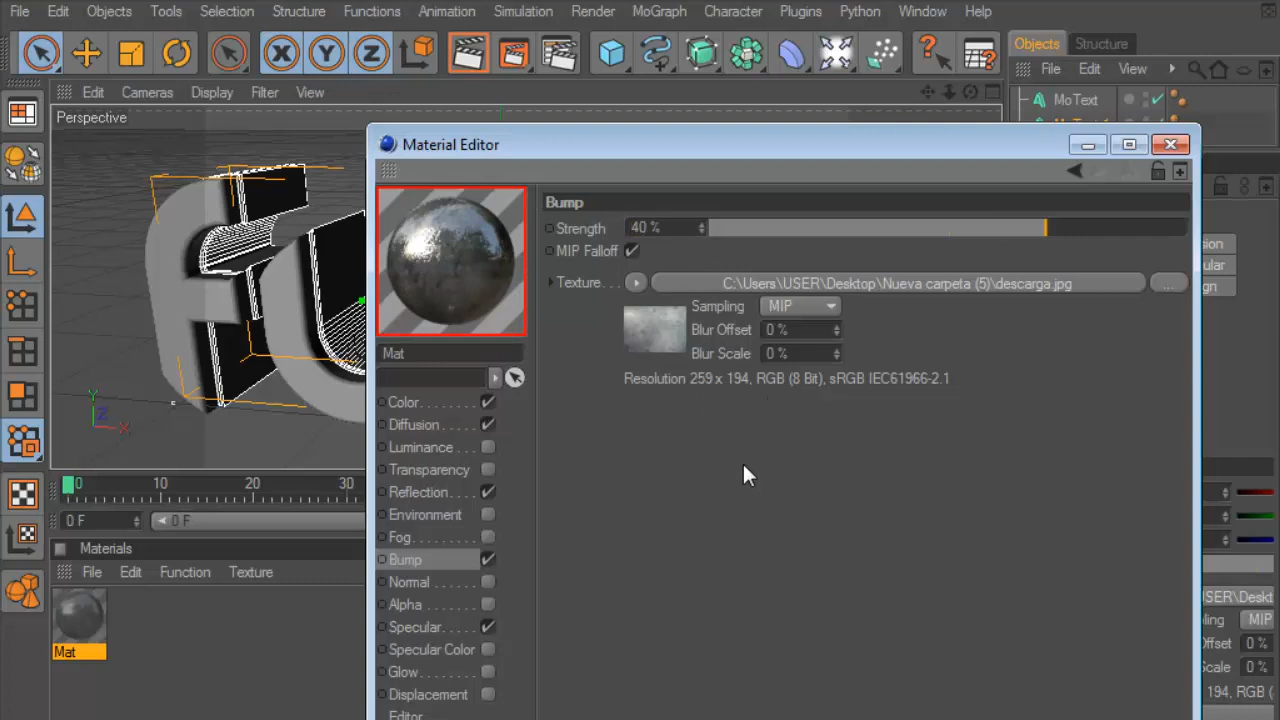 File Edit Objects Tools Selection Structure Functions Animation Simulation Render MoGraph Character Plugins Python Window Help
X Y Z
Objects Structure
File Edit View
MoText
Edit Cameras Display Filter View
Perspective
Material Editor
Bump
Strength 40 %
MIP Falloff
Texture . . . C:\Users\USER\Desktop\Nueva carpeta (5)\descarga.jpg ...
Sampling MIP
Blur Offset 0 %
Blur Scale 0 %
Resolution 259 x 194, RGB (8 Bit), sRGB IEC61966-2.1
Mat
Color
Diffusion
Luminance
Transparency
Reflection
Environment
Fog
Bump
Normal
Alpha
Specular
Specular Color
Glow
Displacement
Editor
Y Z X
0 10 20 30
0 F 0 F
Materials
File Edit Function Texture
Mat
sion
ular
gn
SER\Deskt
ling MIP
Offset 0 %
Scale 0 %
194, RGB (